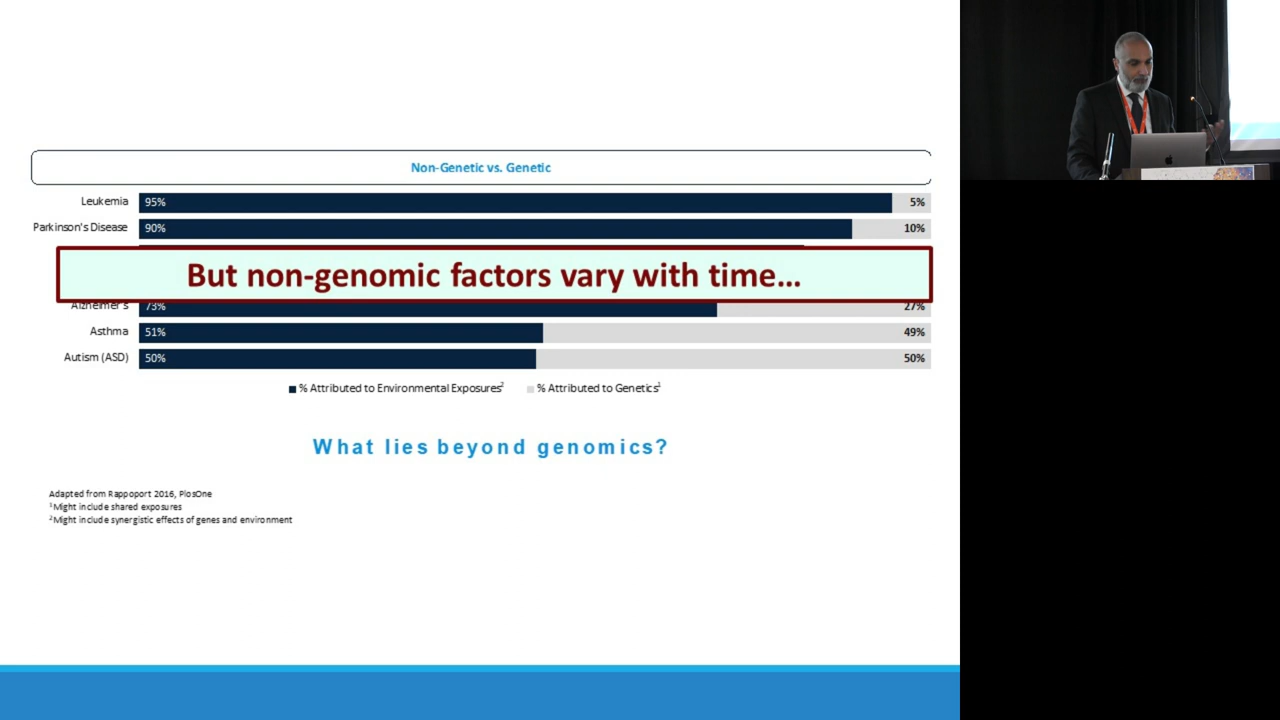 Non-Genetic vs. Genetic
Leukemia 95% 5%
Parkinson's Disease 90% 10%
But non-genomic factors vary with time...
Alzheimer's 73% 27%
Asthma 51% 49%
Autism (ASD) 50% 50%
% Attributed to Environmental Exposures² % Attributed to Genetics¹
What lies beyond genomics?
Adapted from Rappoport 2016, PlosOne
¹Might include shared exposures
²Might include synergistic effects of genes and environment